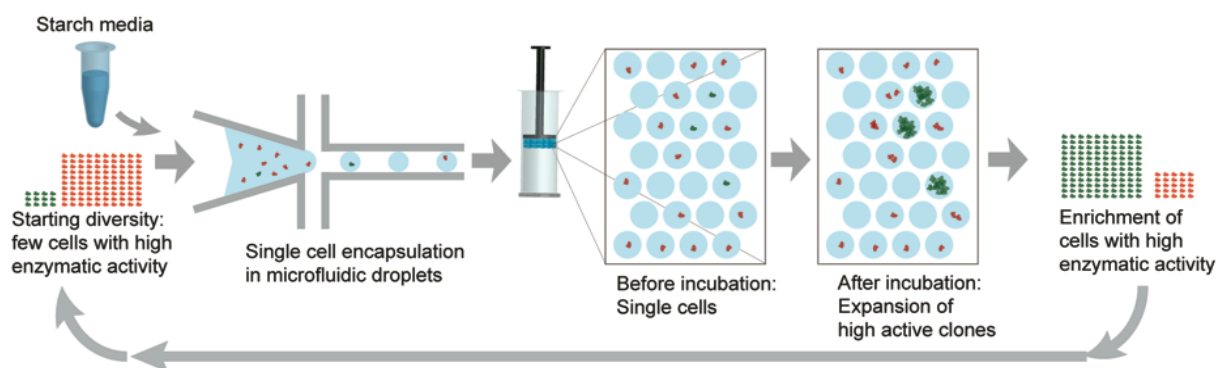 Starch media
Starting diversity:
few cells with high
enzymatic activity
Single cell encapsulation
in microfluidic droplets
Before incubation:
Single cells
After incubation:
Expansion of
high active clones
Enrichment of
cells with high
enzymatic activity